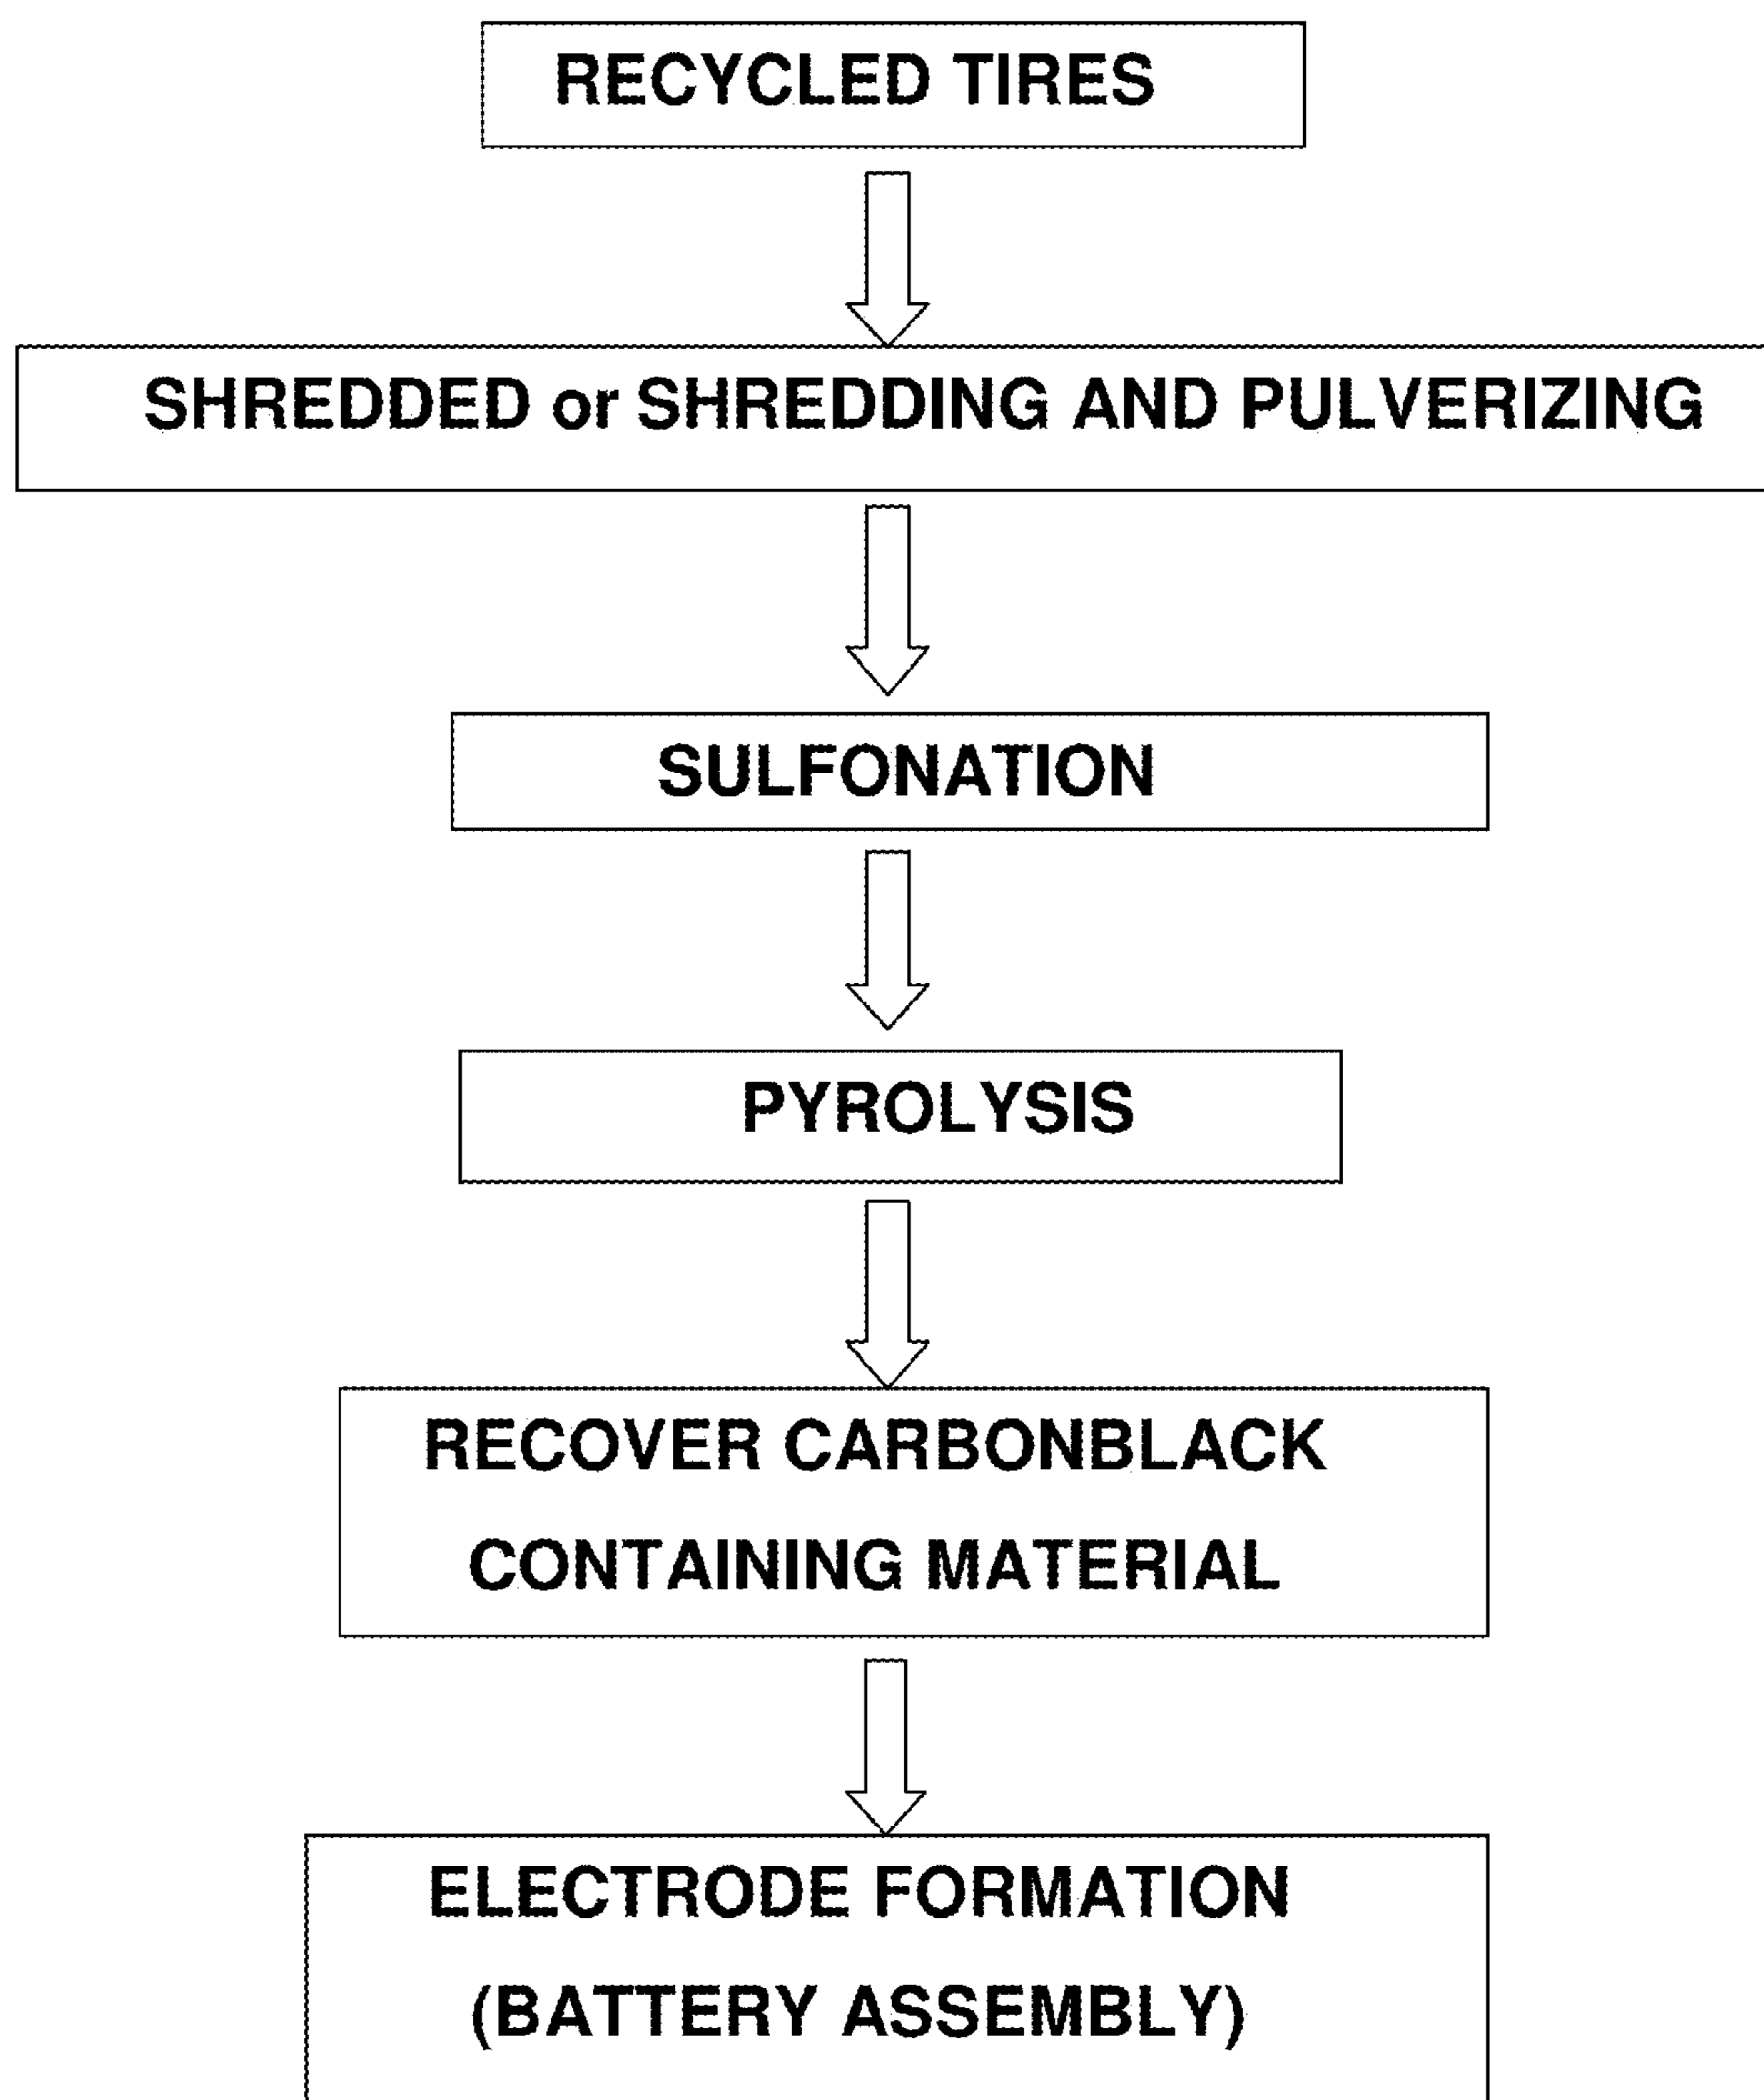 RECYCLED TIRES
SHREDDED or SHREDDING AND PULVERIZING
SULFONATION
PYROLYSIS
RECOVER CARBONBLACK
CONTAINING MATERIAL
ELECTRODE FORMATION
(BATTERY ASSEMBLY)